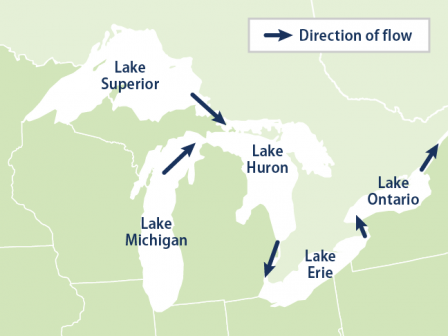 Direction of flow
Lake
Superior
Lake
Huron
Lake
Ontario
Lake
Michigan
Lake
Erie